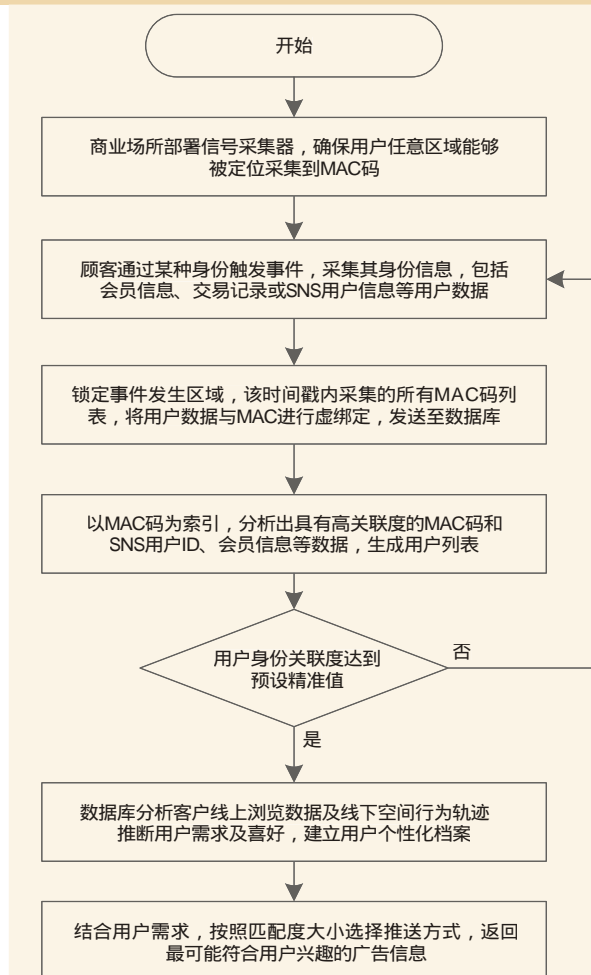 开始
商业场所部署信号采集器，确保用户任意区域能够
被定位采集到MAC码
顾客通过某种身份触发事件，采集其身份信息，包括
会员信息、交易记录或SNS用户信息等用户数据
锁定事件发生区域，该时间戳内采集的所有MAC码列
表，将用户数据与MAC进行虚绑定，发送至数据库
以MAC码为索引，分析出具有高关联度的MAC码和
SNS用户ID、会员信息等数据，生成用户列表
用户身份关联度达到
预设精准值
否
是
数据库分析客户线上浏览数据及线下空间行为轨迹
推断用户需求及喜好，建立用户个性化档案
结合用户需求，按照匹配度大小选择推送方式，返回
最可能符合用户兴趣的广告信息